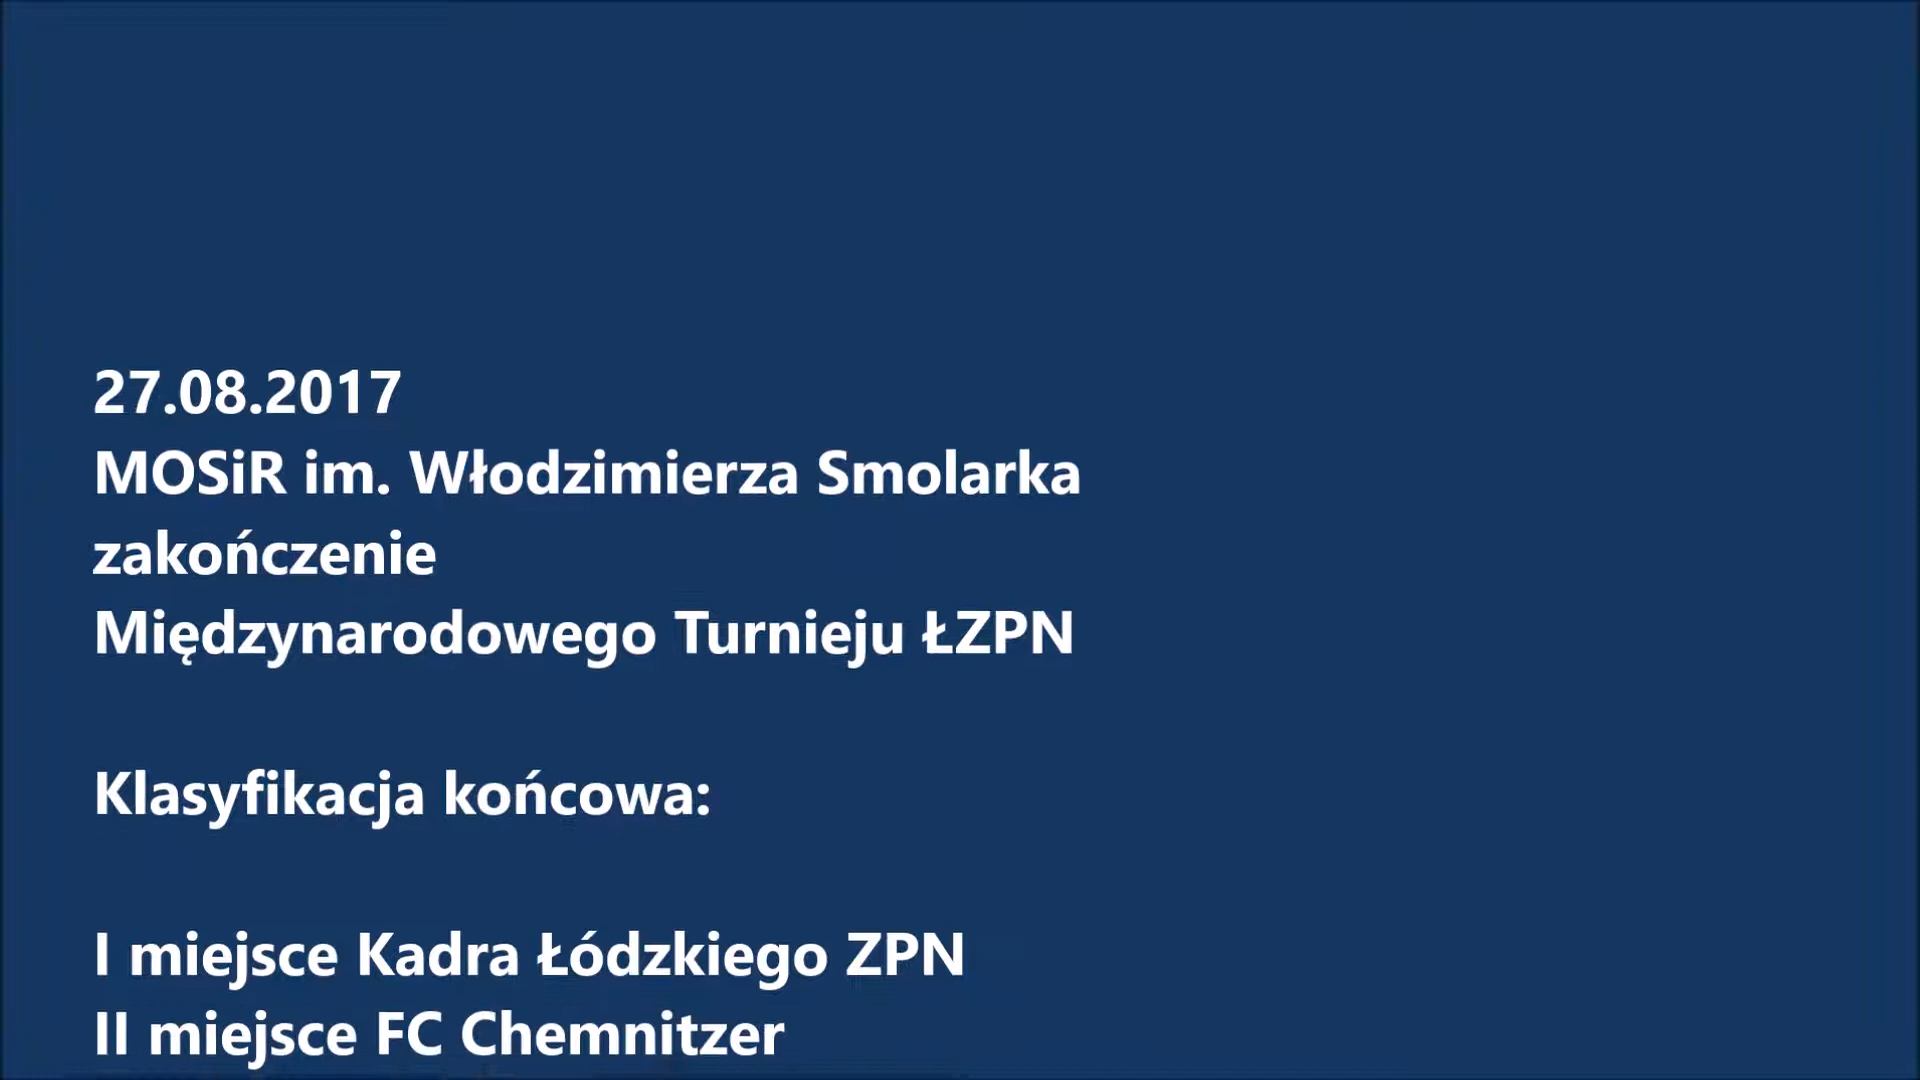 27.08.2017
MOSiR im. Włodzimierza Smolarka
zakończenie
Międzynarodowego Turnieju ŁZPN
Klasyfikacja końcowa:
I miejsce Kadra Łódzkiego ZPN
II miejsce FC Chemnitzer